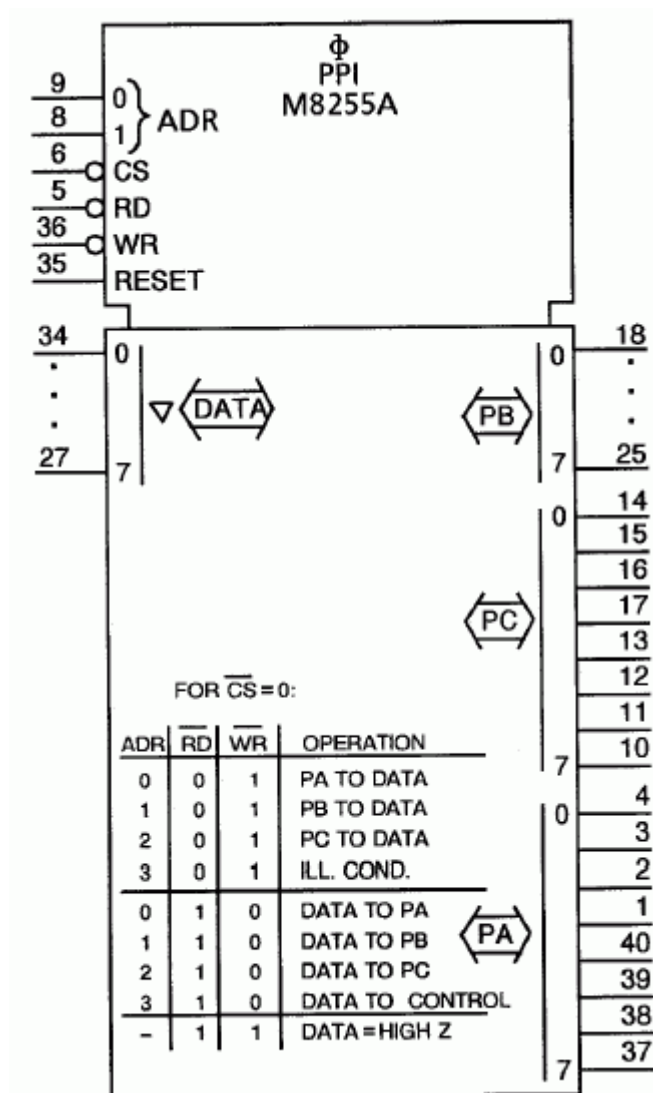 Φ
PPI
M8255A
9 0
8 1 ADR
6 CS
5 RD
36 WR
35 RESET
34 0 0 18
DATA PB
27 7 7 25
0 14
15
16
PC 17
13
12
11
7 10
FOR CS = 0:
ADR RD WR OPERATION
0 0 1 PA TO DATA
1 0 1 PB TO DATA
2 0 1 PC TO DATA
3 0 1 ILL. COND.
0 1 0 DATA TO PA
1 1 0 DATA TO PB
2 1 0 DATA TO PC
3 1 0 DATA TO CONTROL
– 1 1 DATA = HIGH Z
0 4
3
2
1
PA 40
39
38
7 37